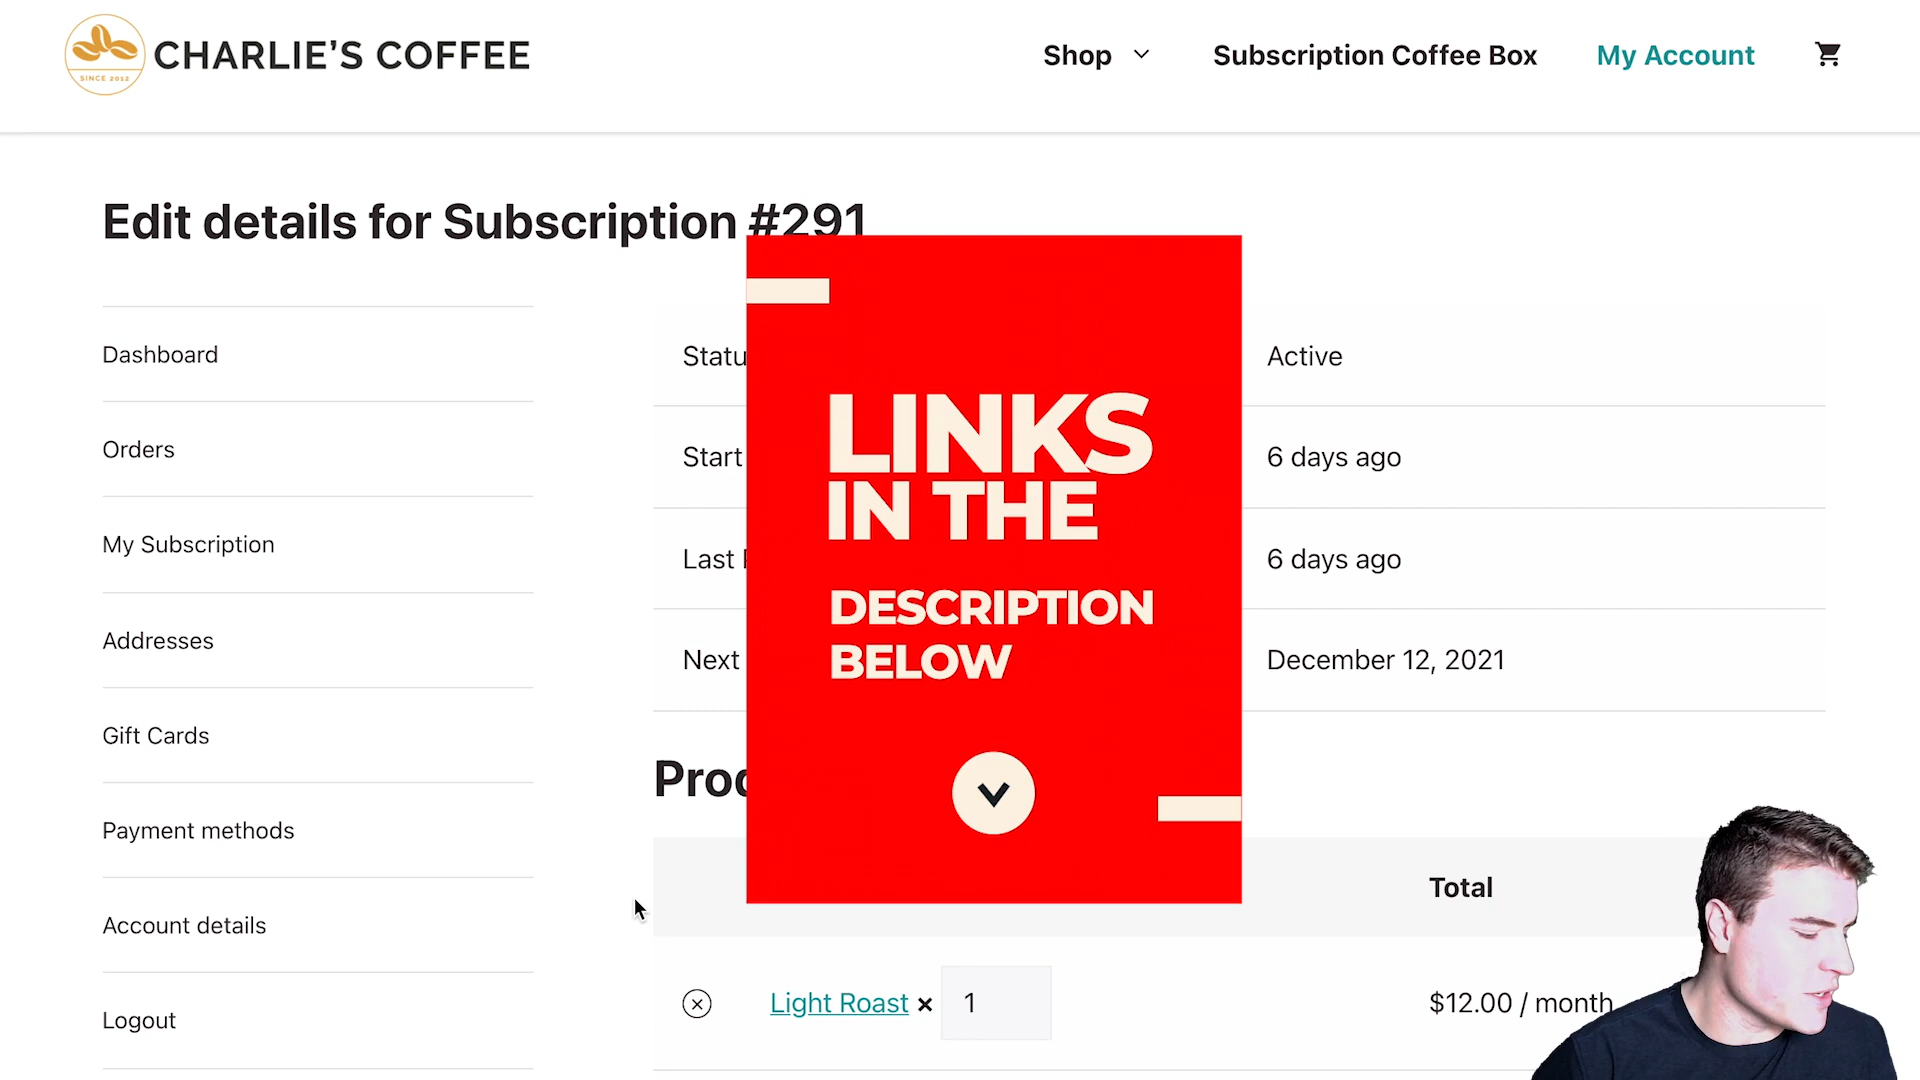 SINCE 2012
CHARLIE'S COFFEE
Shop
Subscription Coffee Box
My Account
Edit details for Subscription #291
Dashboard
Orders
My Subscription
Addresses
Gift Cards
Payment methods
Account details
Logout
Statu
Active
Start
6 days ago
Last
6 days ago
Next
December 12, 2021
LINKS
IN THE
DESCRIPTION
BELOW
Prod
Total
Light Roast × 1
$12.00 / month